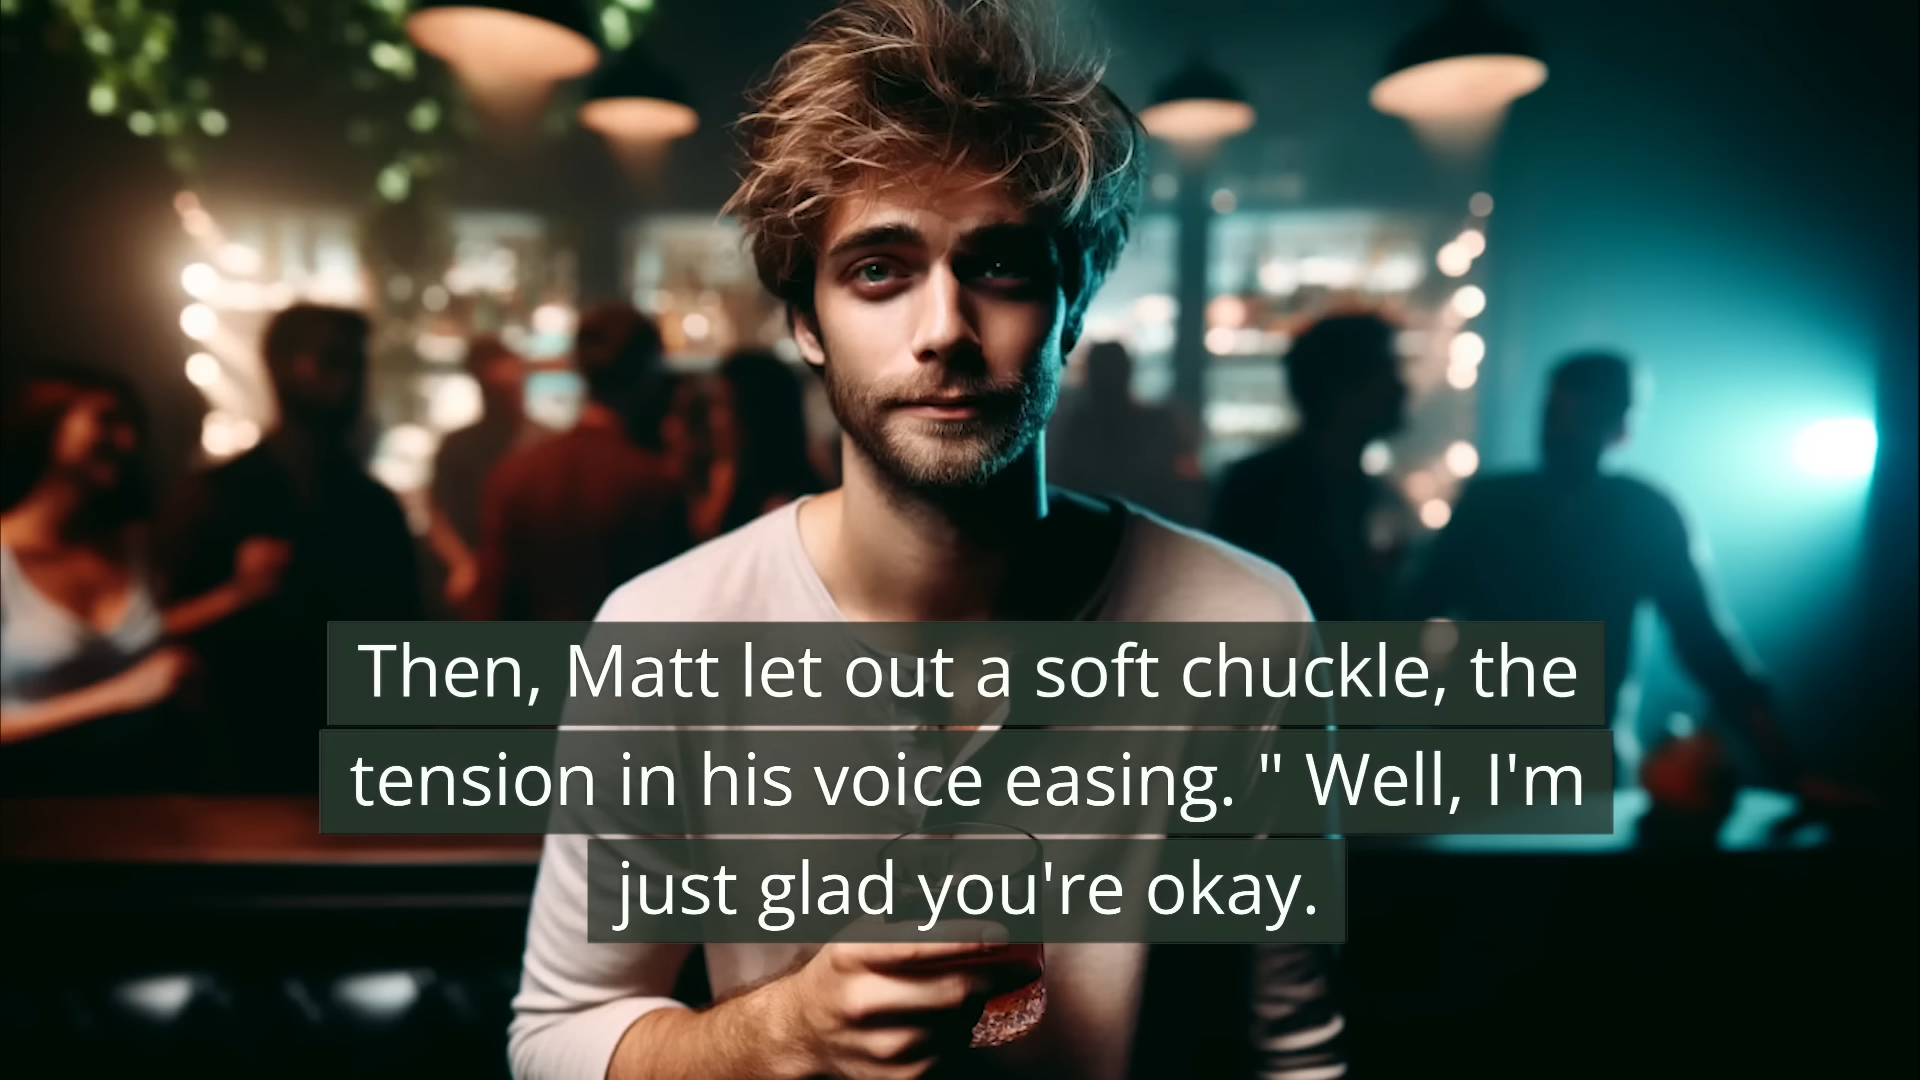 Then, Matt let out a soft chuckle, the
tension in his voice easing. " Well, I'm
just glad you're okay.